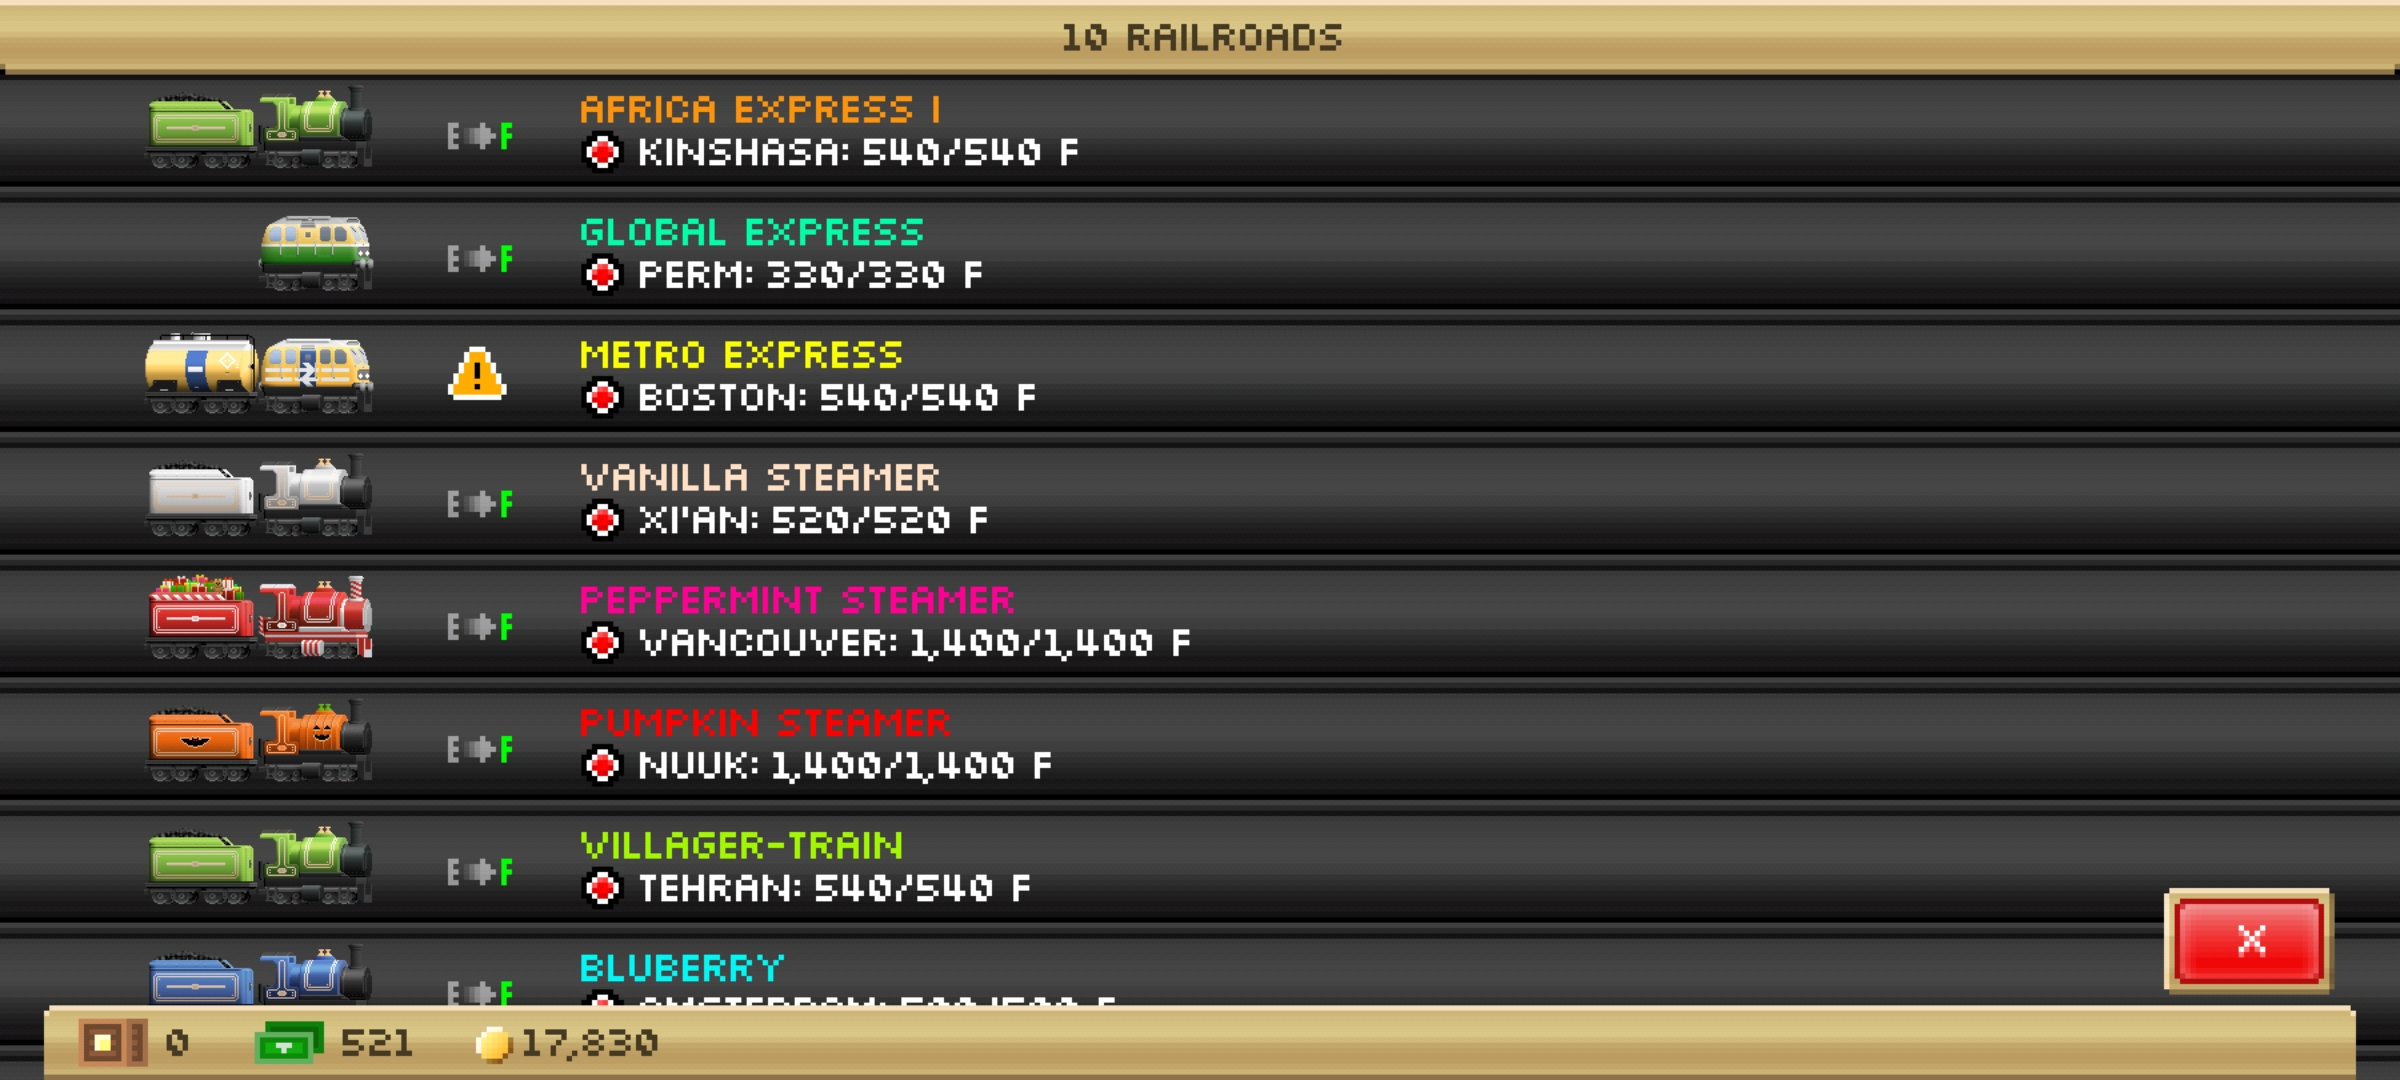 10 RAILROADS
AFRICA EXPRESS I
E F KINSHASA: 540/540 F
GLOBAL EXPRESS
E F PERM: 330/330 F
METRO EXPRESS
! BOSTON: 540/540 F
VANILLA STEAMER
E F XI'AN: 520/520 F
PEPPERMINT STEAMER
E F VANCOUVER: 1,400/1,400 F
PUMPKIN STEAMER
E F NUUK: 1,400/1,400 F
VILLAGER-TRAIN
E F TEHRAN: 540/540 F
BLUBERRY
E F
X
0 521 17,830